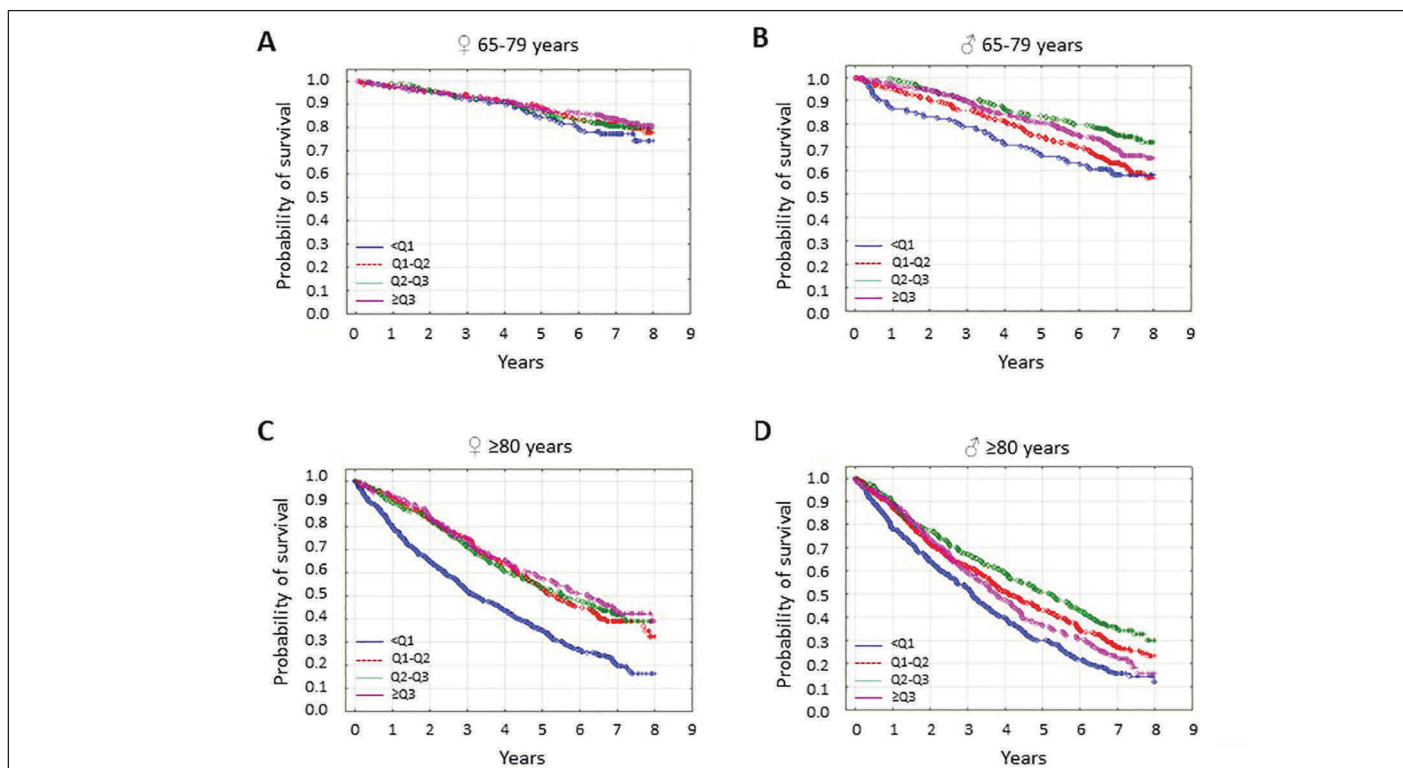 A
♀ 65-79 years
Probability of survival
1.0
0.9
0.8
0.7
0.6
0.5
0.4
0.3
0.2
0.1
0.0
<Q1
Q1-Q2
Q2-Q3
≥Q3
0 1 2 3 4 5 6 7 8 9
Years
B
♂ 65-79 years
Probability of survival
1.0
0.9
0.8
0.7
0.6
0.5
0.4
0.3
0.2
0.1
0.0
<Q1
Q1-Q2
Q2-Q3
≥Q3
0 1 2 3 4 5 6 7 8 9
Years
C
♀ ≥80 years
Probability of survival
1.0
0.9
0.8
0.7
0.6
0.5
0.4
0.3
0.2
0.1
0.0
<Q1
Q1-Q2
Q2-Q3
≥Q3
0 1 2 3 4 5 6 7 8 9
Years
D
♂ ≥80 years
Probability of survival
1.0
0.9
0.8
0.7
0.6
0.5
0.4
0.3
0.2
0.1
0.0
<Q1
Q1-Q2
Q2-Q3
≥Q3
0 1 2 3 4 5 6 7 8 9
Years